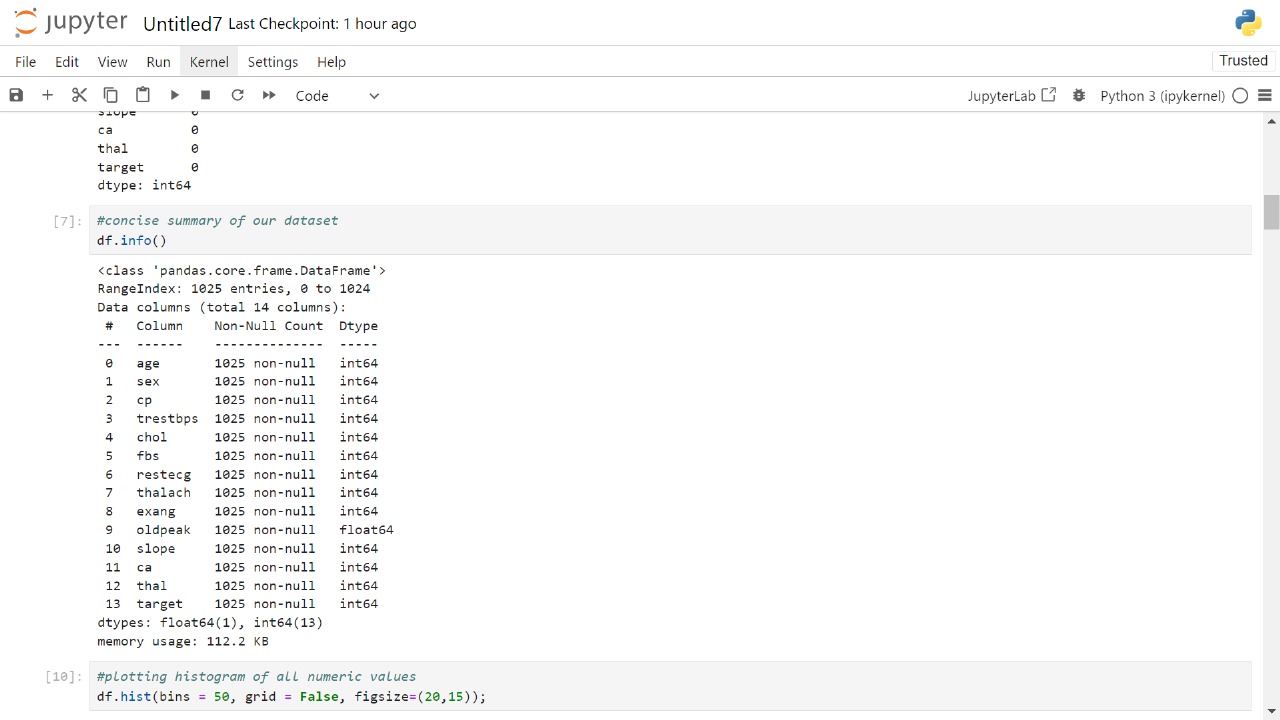 jupyter Untitled7 Last Checkpoint: 1 hour ago
File Edit View Run Kernel Settings Help Trusted
Code JupyterLab Python 3 (ipykernel)
slope 0
ca 0
thal 0
target 0
dtype: int64
[7]: #concise summary of our dataset
df.info()
<class 'pandas.core.frame.DataFrame'>
RangeIndex: 1025 entries, 0 to 1024
Data columns (total 14 columns):
# Column Non-Null Count Dtype
--- ------ -------------- -----
0 age 1025 non-null int64
1 sex 1025 non-null int64
2 cp 1025 non-null int64
3 trestbps 1025 non-null int64
4 chol 1025 non-null int64
5 fbs 1025 non-null int64
6 restecg 1025 non-null int64
7 thalach 1025 non-null int64
8 exang 1025 non-null int64
9 oldpeak 1025 non-null float64
10 slope 1025 non-null int64
11 ca 1025 non-null int64
12 thal 1025 non-null int64
13 target 1025 non-null int64
dtypes: float64(1), int64(13)
memory usage: 112.2 KB
[10]: #plotting histogram of all numeric values
df.hist(bins = 50, grid = False, figsize=(20,15));